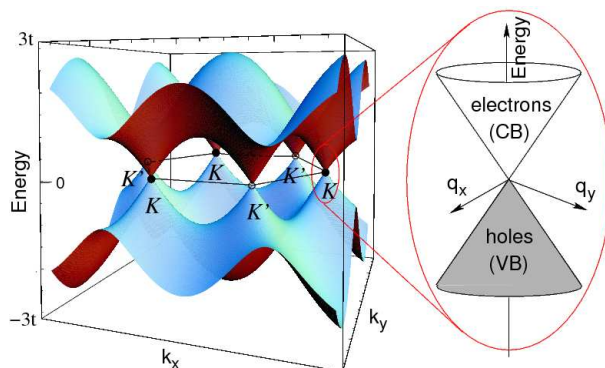 3t
Energy
0
−3t
K'
K
K
K'
K'
K
k_x
k_y
Energy
electrons
(CB)
q_x
q_y
holes
(VB)